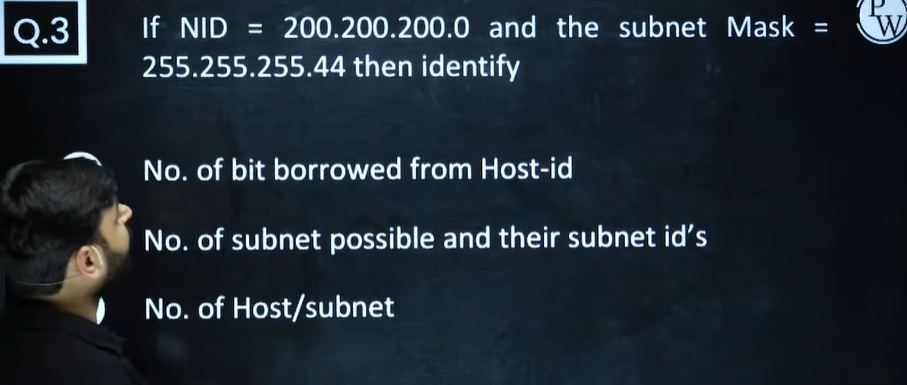 Q.3
If NID = 200.200.200.0 and the subnet Mask =
255.255.255.44 then identify
No. of bit borrowed from Host-id
No. of subnet possible and their subnet id's
No. of Host/subnet
PW